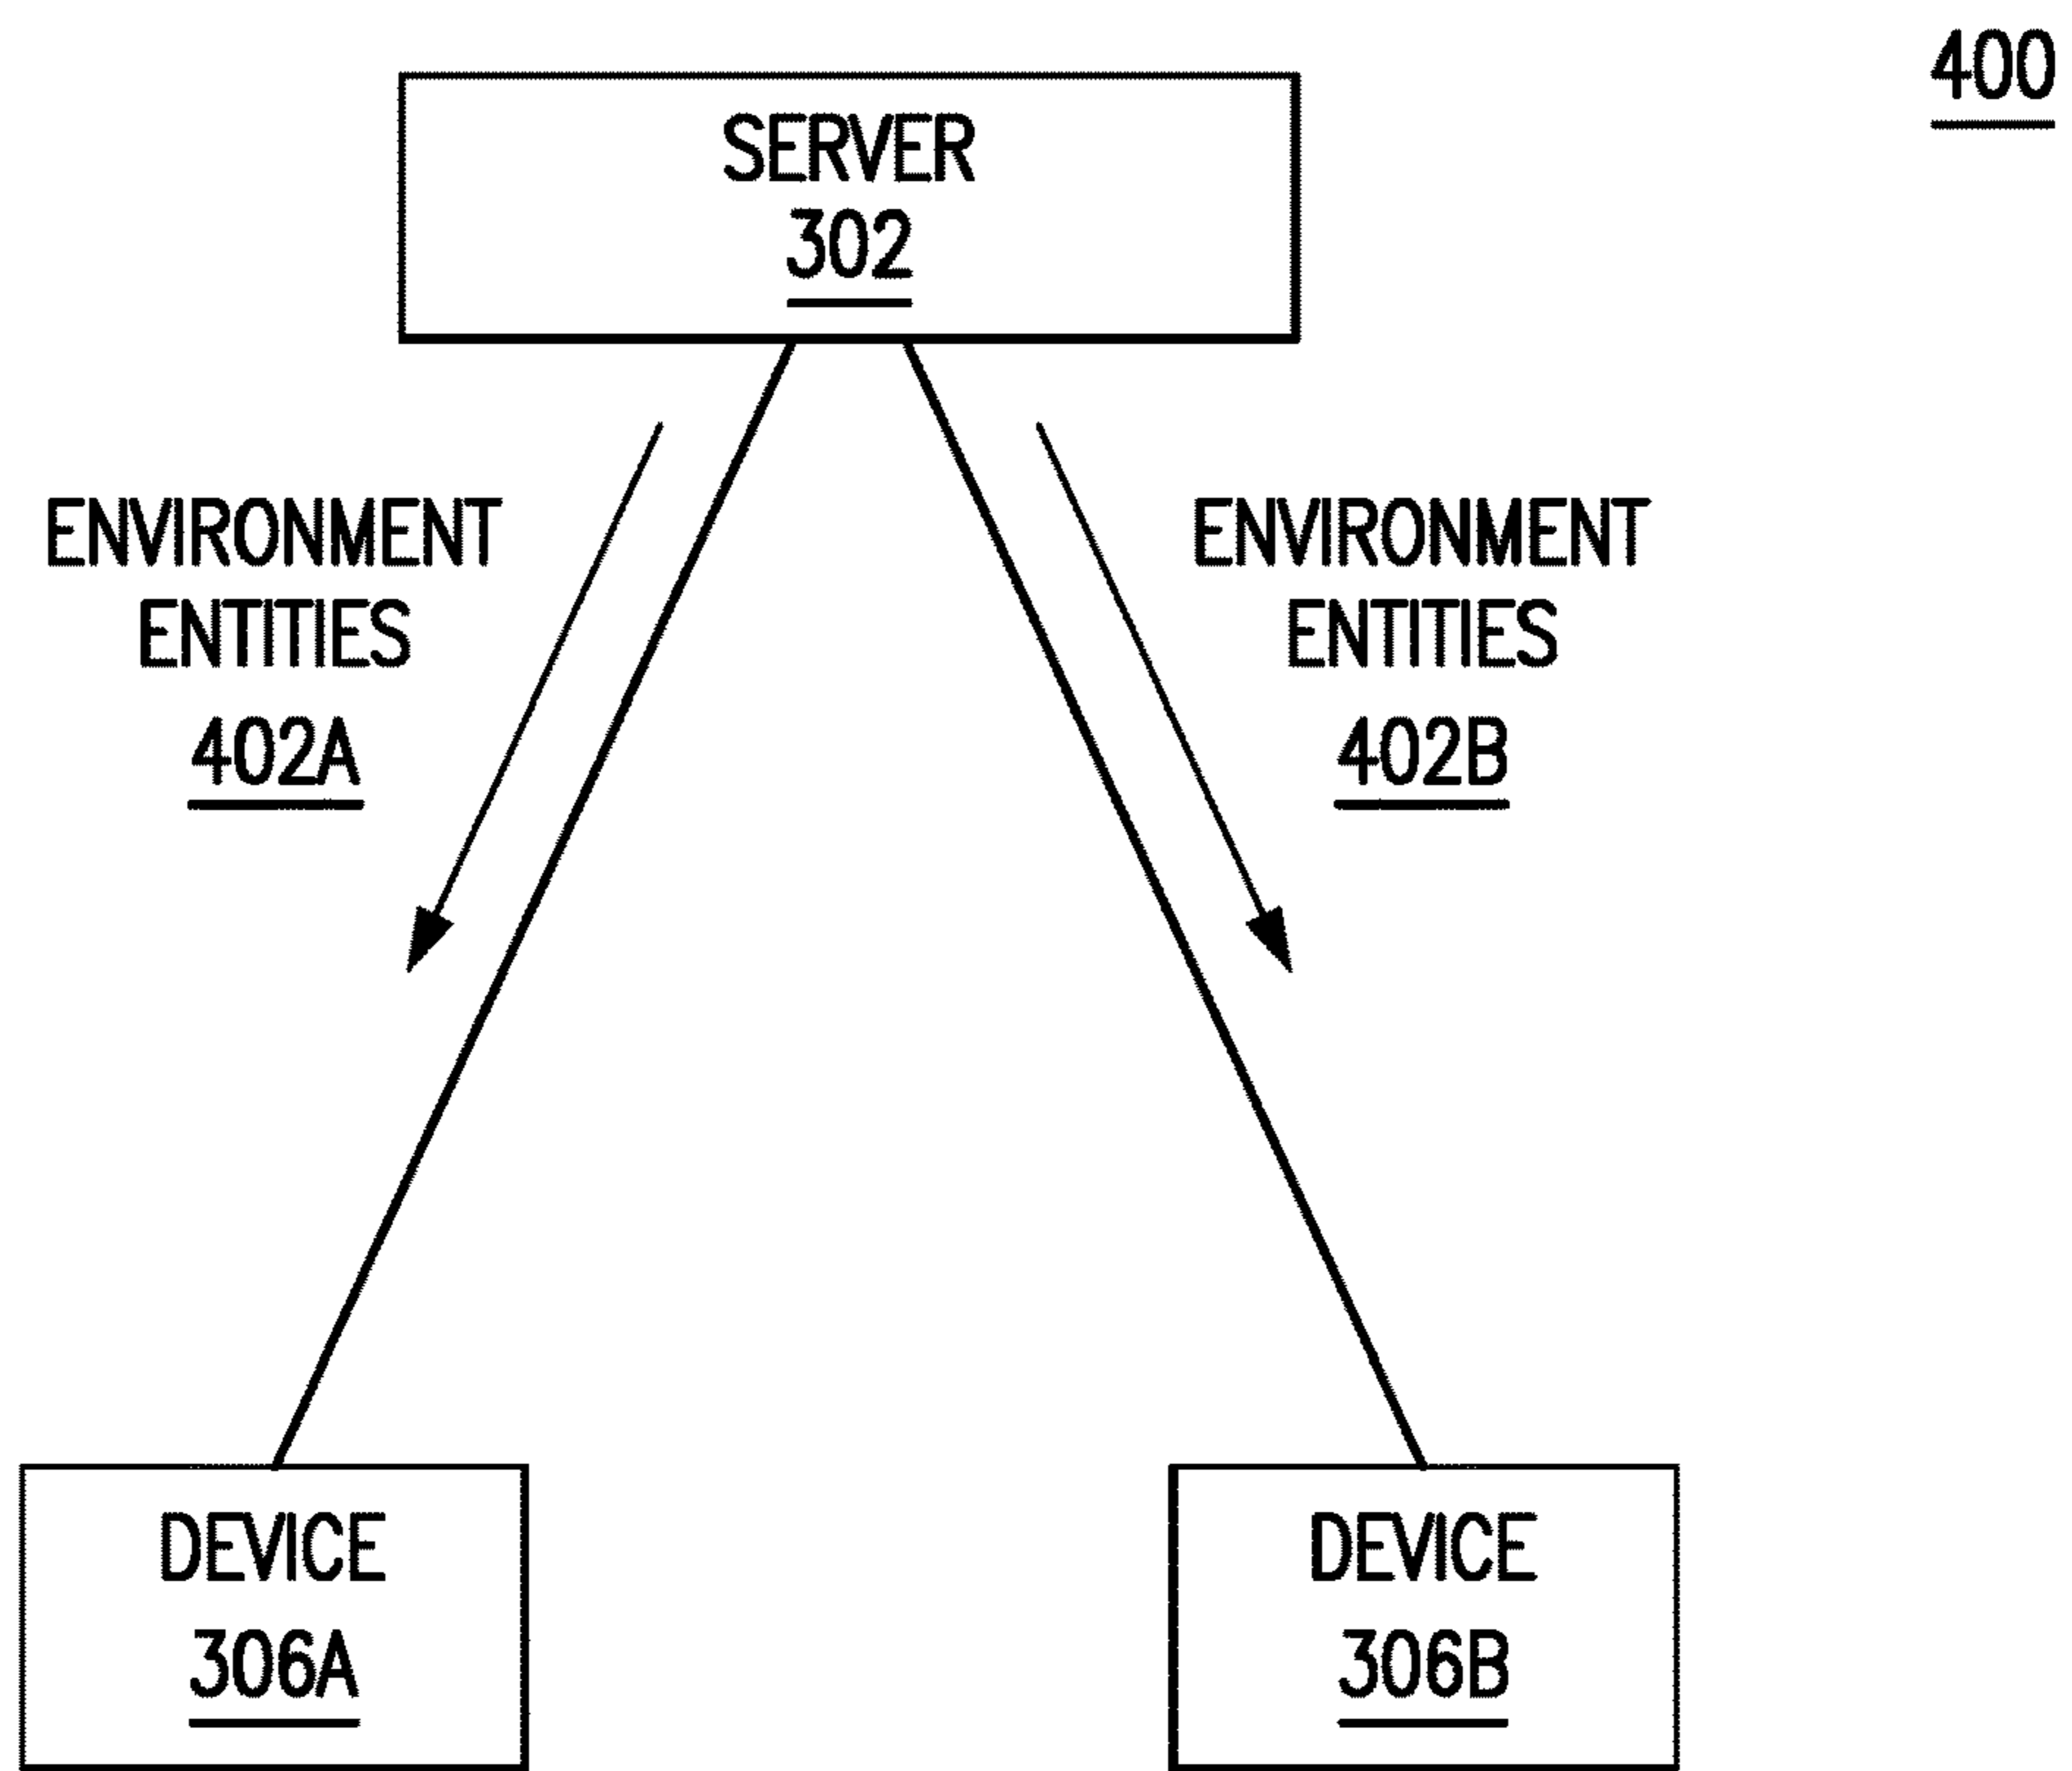 400
SERVER
302
ENVIRONMENT
ENTITIES
402A
ENVIRONMENT
ENTITIES
402B
DEVICE
306A
DEVICE
306B